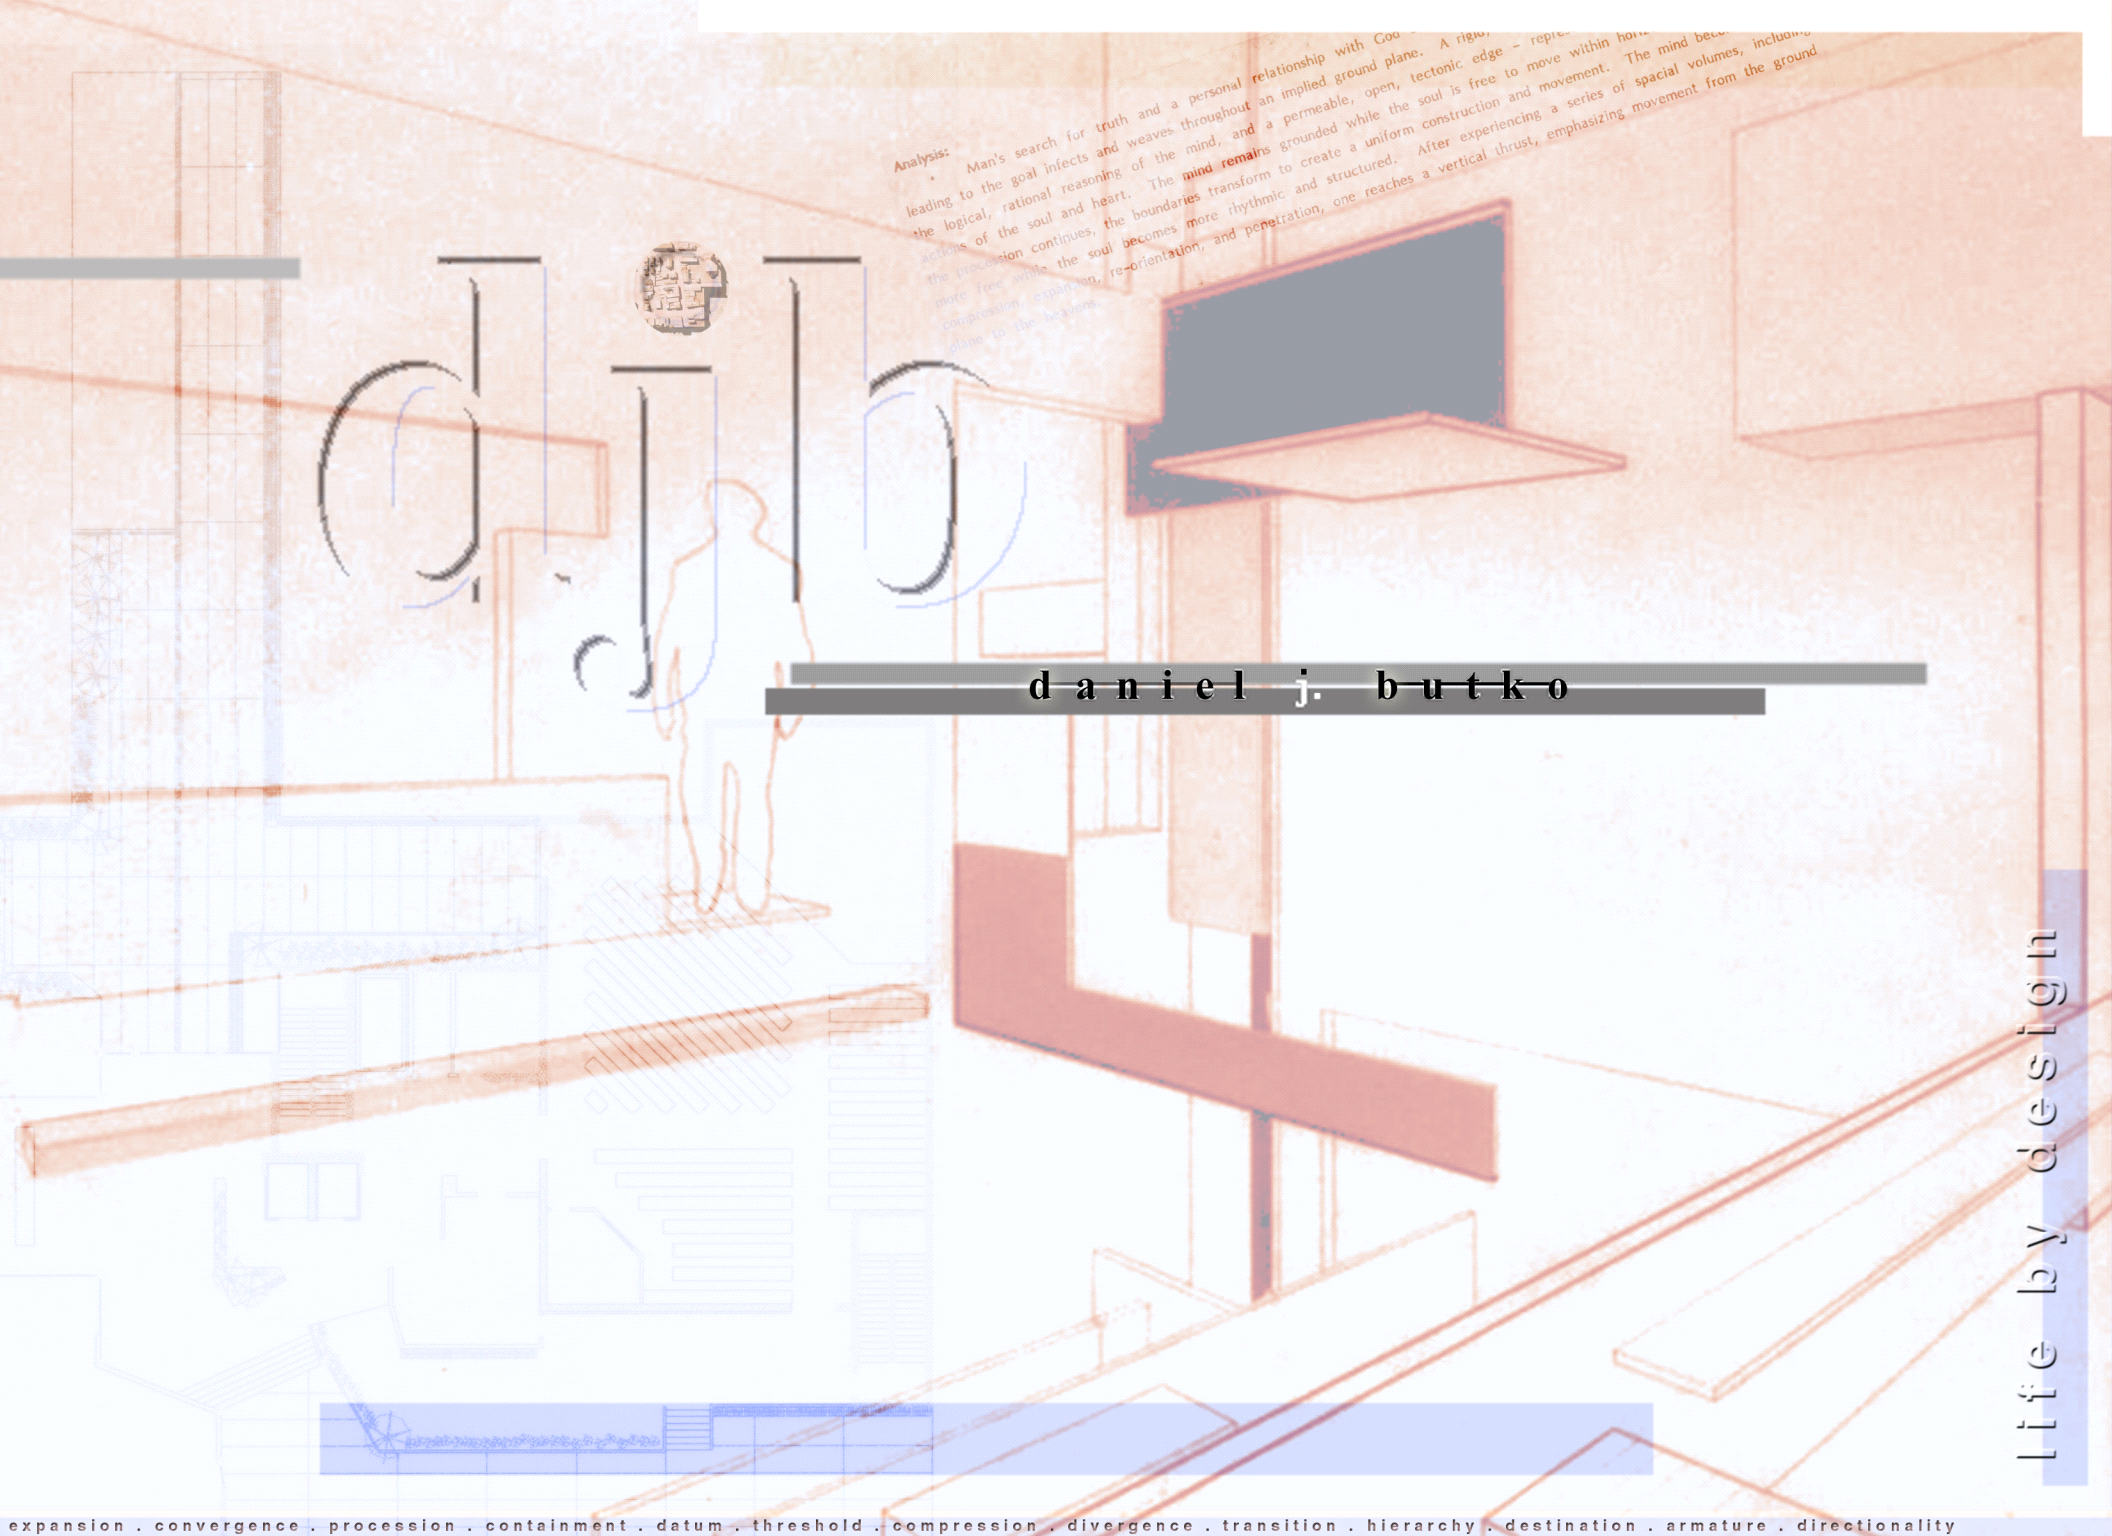 Analysis: Man's search for truth and a personal relationship with God
leading to the goal infects and weaves throughout an implied ground plane. A rigid,
the logical, rational reasoning of the mind, and a permeable, open, tectonic edge –
actions of the soul and heart. The mind remains grounded while the soul is free to move within
the procession continues, the boundaries transform to create a uniform construction and movement. The mind
more free while the soul becomes more rhythmic and structured. After experiencing a series of spacial volumes, including
compression, expansion, re-orientation, and penetration, one reaches a vertical thrust, emphasizing movement from the ground
plane to the heavens.
djb
daniel j. butko
life by design
expansion . convergence . procession . containment . datum . threshold . compression . divergence . transition . hierarchy . destination . armature . directionality